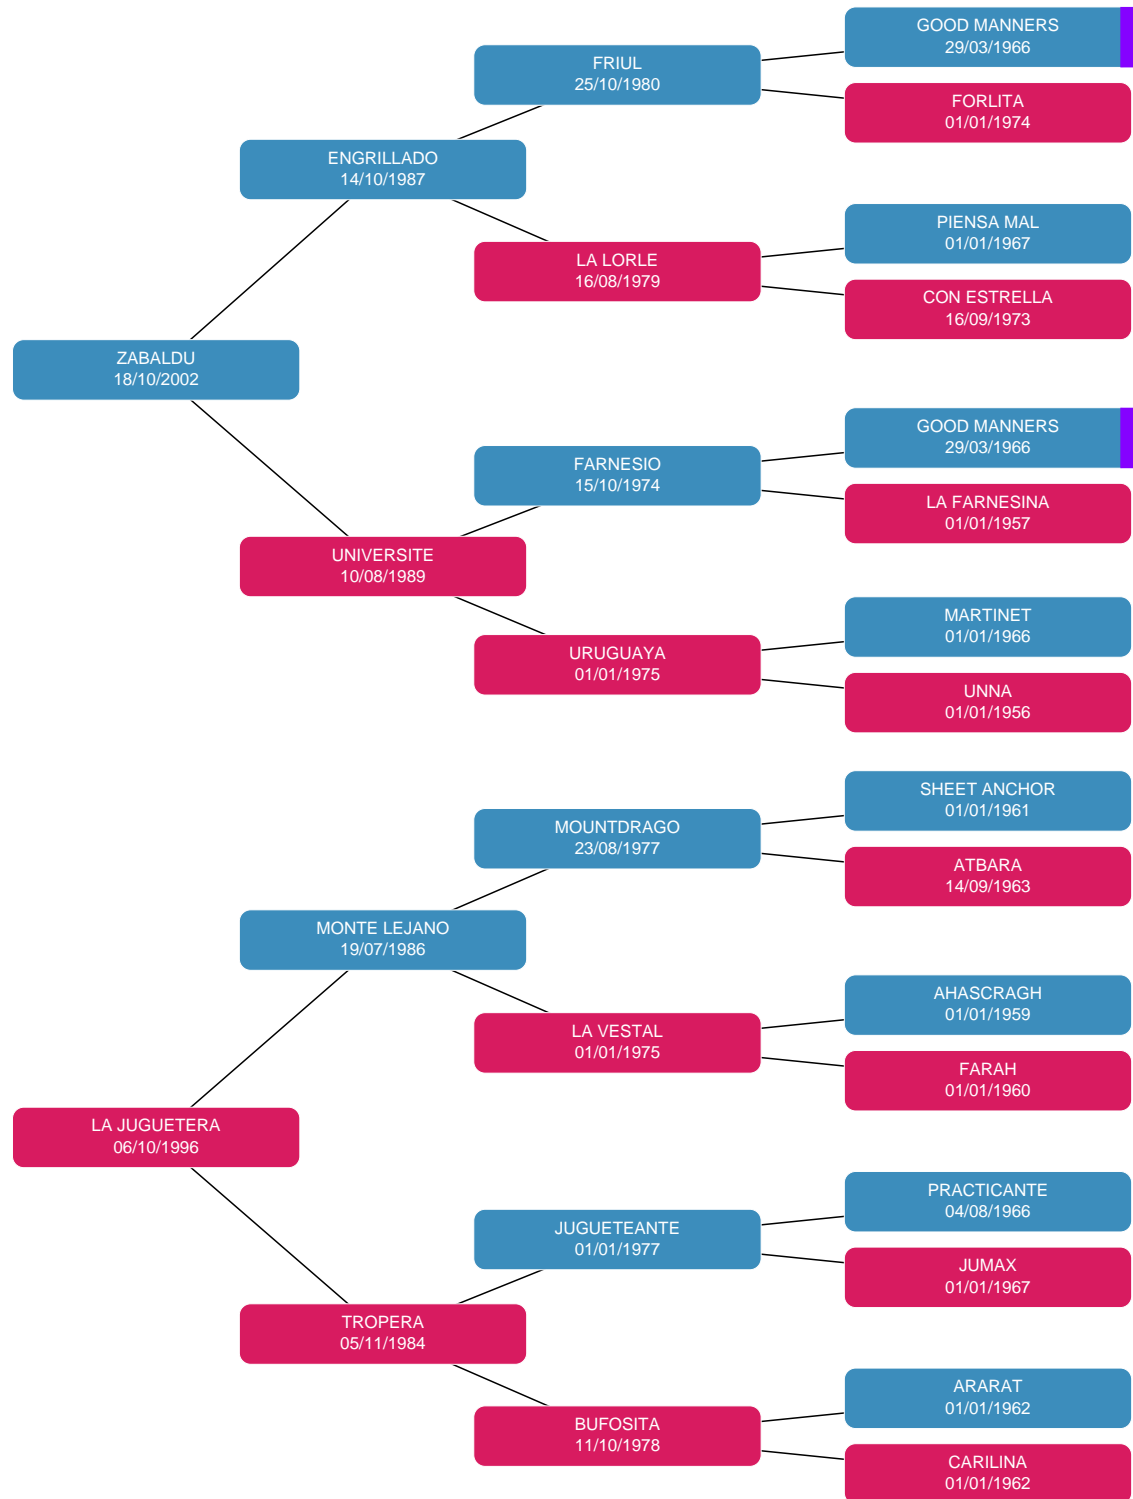 GOOD MANNERS
29/03/1966
FRIUL
25/10/1980
FORLITA
01/01/1974
ENGRILLADO
14/10/1987
PIENSA MAL
01/01/1967
LA LORLE
16/08/1979
CON ESTRELLA
16/09/1973
ZABALDU
18/10/2002
GOOD MANNERS
29/03/1966
FARNESIO
15/10/1974
LA FARNESINA
01/01/1957
UNIVERSITE
10/08/1989
MARTINET
01/01/1966
URUGUAYA
01/01/1975
UNNA
01/01/1956
SHEET ANCHOR
01/01/1961
MOUNTDRAGO
23/08/1977
ATBARA
14/09/1963
MONTE LEJANO
19/07/1986
AHASCRAGH
01/01/1959
LA VESTAL
01/01/1975
FARAH
01/01/1960
LA JUGUETERA
06/10/1996
PRACTICANTE
04/08/1966
JUGUETEANTE
01/01/1977
JUMAX
01/01/1967
TROPERA
05/11/1984
ARARAT
01/01/1962
BUFOSITA
11/10/1978
CARILINA
01/01/1962